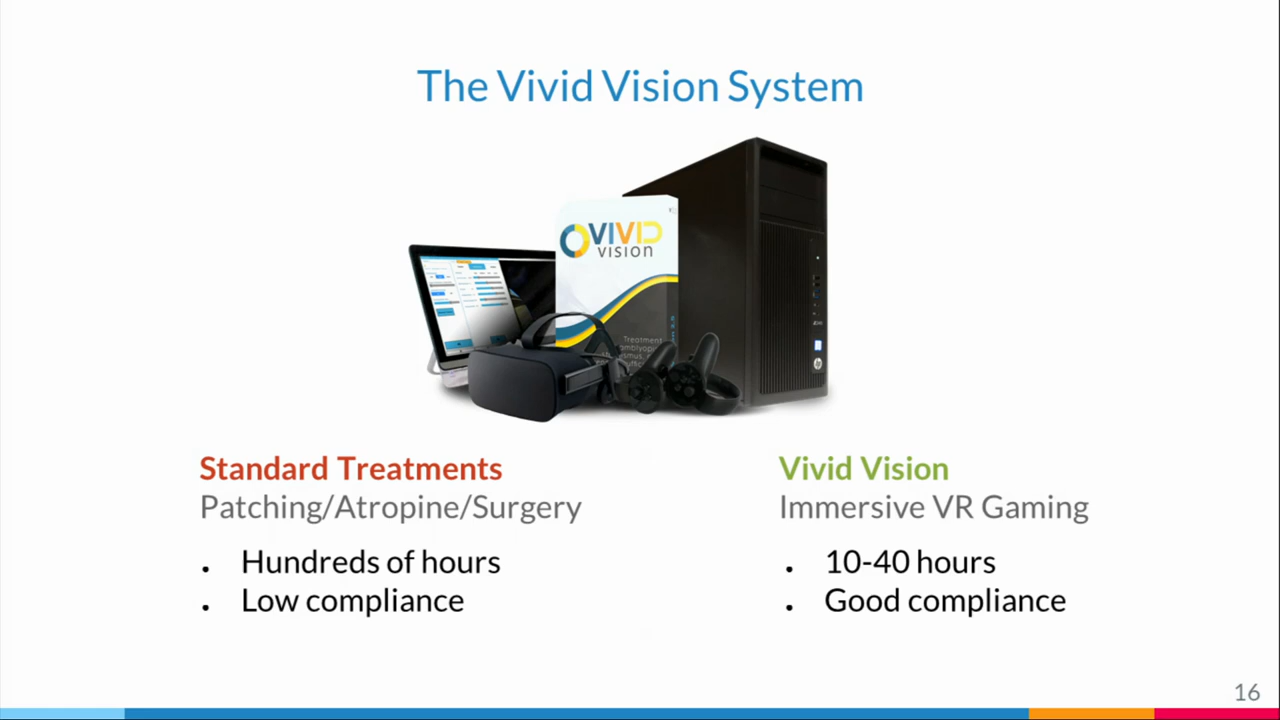 The Vivid Vision System
VIVID
vision
Treatment
Standard Treatments
Patching/Atropine/Surgery
. Hundreds of hours
. Low compliance
Vivid Vision
Immersive VR Gaming
. 10-40 hours
. Good compliance
16